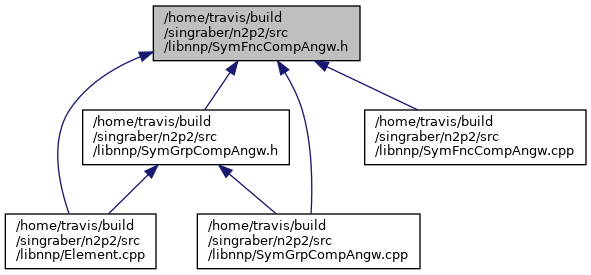 /home/travis/build
/singraber/n2p2/src
/libnnp/SymFncCompAngw.h
/home/travis/build
/singraber/n2p2/src
/libnnp/SymGrpCompAngw.h
/home/travis/build
/singraber/n2p2/src
/libnnp/SymFncCompAngw.cpp
/home/travis/build
/singraber/n2p2/src
/libnnp/Element.cpp
/home/travis/build
/singraber/n2p2/src
/libnnp/SymGrpCompAngw.cpp